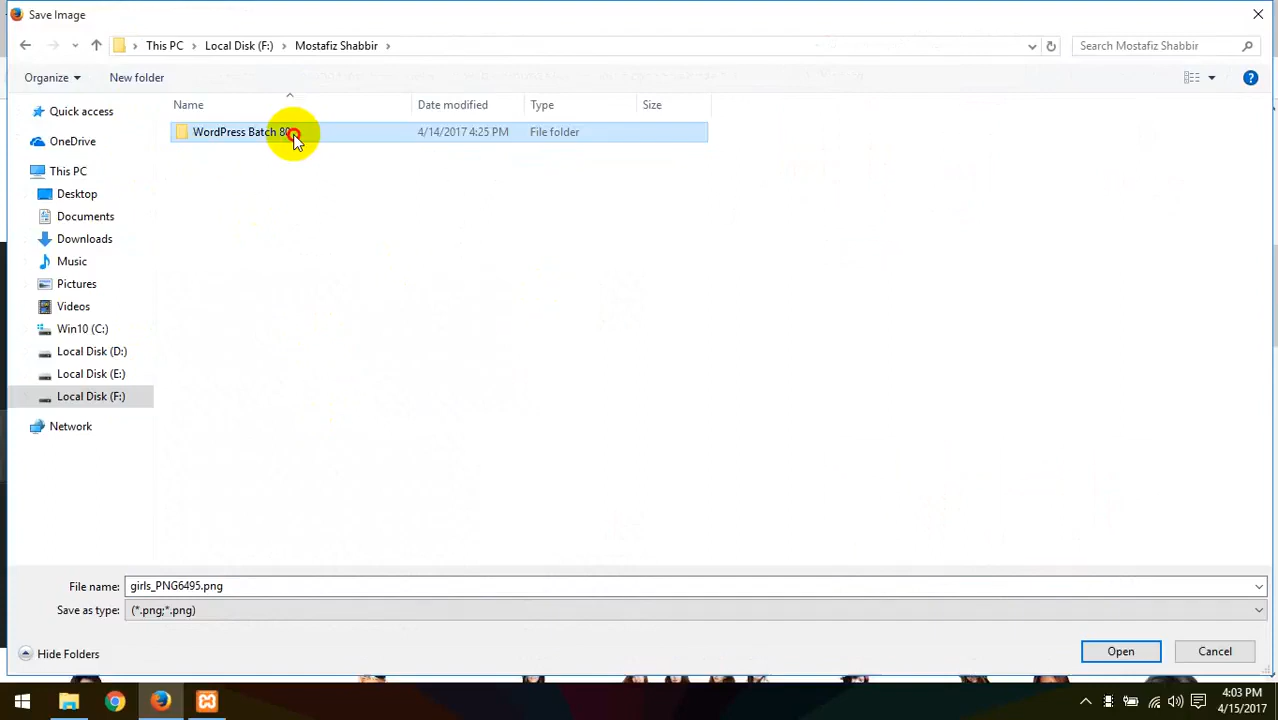 Save Image
This PC Local Disk (F:) Mostafiz Shabbir
Search Mostafiz Shabbir
Organize New folder
Name Date modified Type Size
WordPress Batch 80 4/14/2017 4:25 PM File folder
Quick access
OneDrive
This PC
Desktop
Documents
Downloads
Music
Pictures
Videos
Win10 (C:)
Local Disk (D:)
Local Disk (E:)
Local Disk (F:)
Network
File name: girls_PNG6495.png
Save as type: (*.png;*.png)
Hide Folders
Open Cancel
4:03 PM
4/15/2017